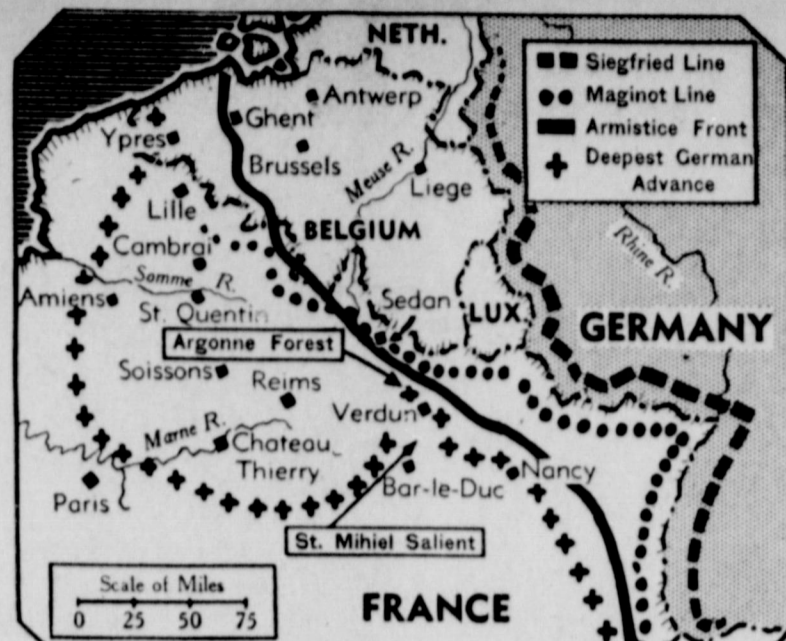 NETH.
Siegfried Line
Maginot Line
Armistice Front
Deepest German
Advance
Antwerp
Ghent
Ypres
Brussels
Meuse R.
Liege
Lille
BELGIUM
Cambrai
Rhine R.
Somme R.
Amiens
St. Quentin
Sedan
LUX.
GERMANY
Argonne Forest
Soissons
Reims
Verdun
Marne R.
Chateau
Thierry
Nancy
Paris
Bar-le-Duc
St. Mihiel Salient
Scale of Miles
0 25 50 75
FRANCE